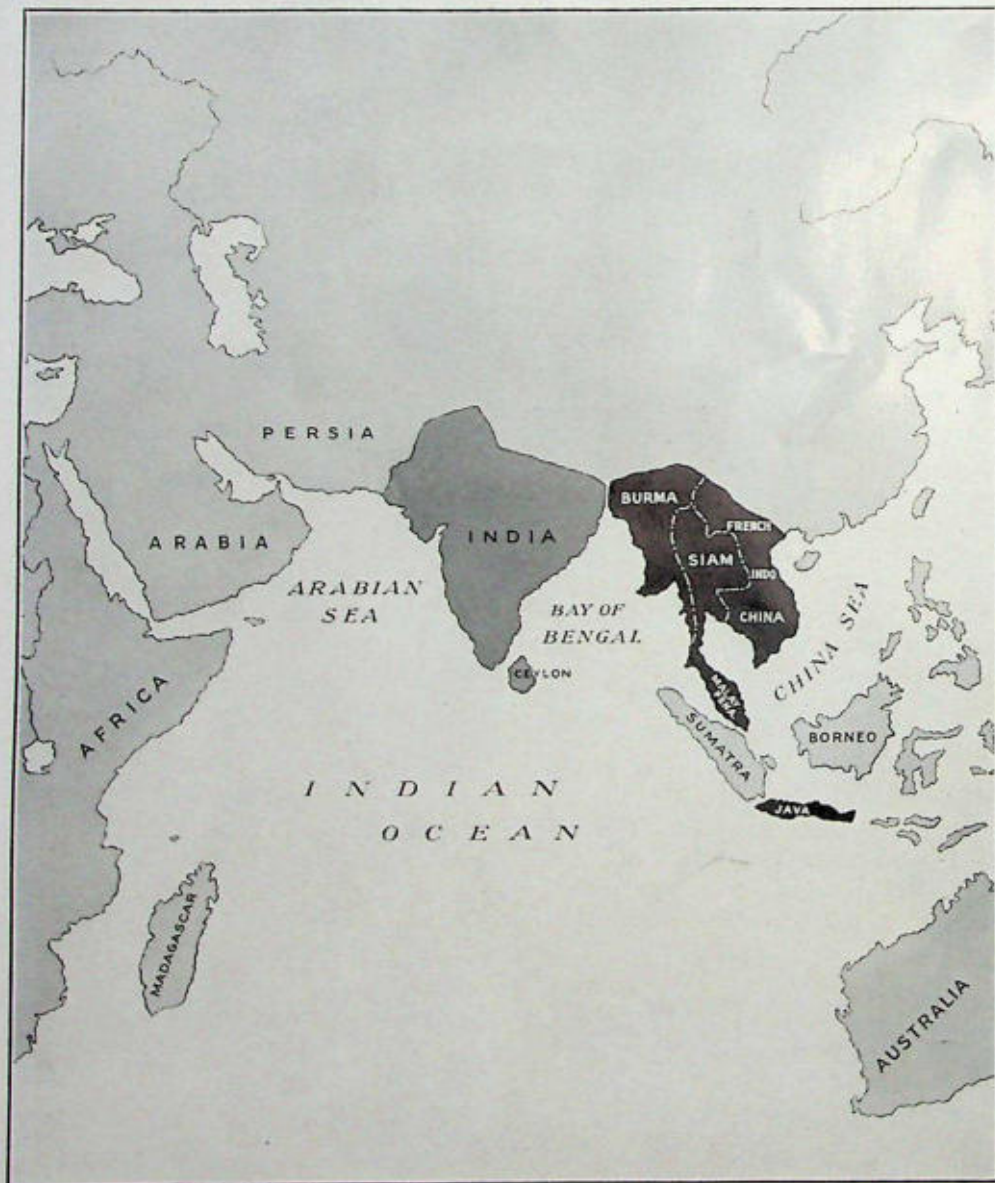 PERSIA
BURMA
FRENCH
INDIA
ARABIA
SIAM
INDO
ARABIAN
SEA
BAY OF
BENGAL
CHINA
CEYLON
CHINA SEA
MALAY
AFRICA
SUMATRA
BORNEO
INDIAN
OCEAN
JAVA
MADAGASCAR
AUSTRALIA